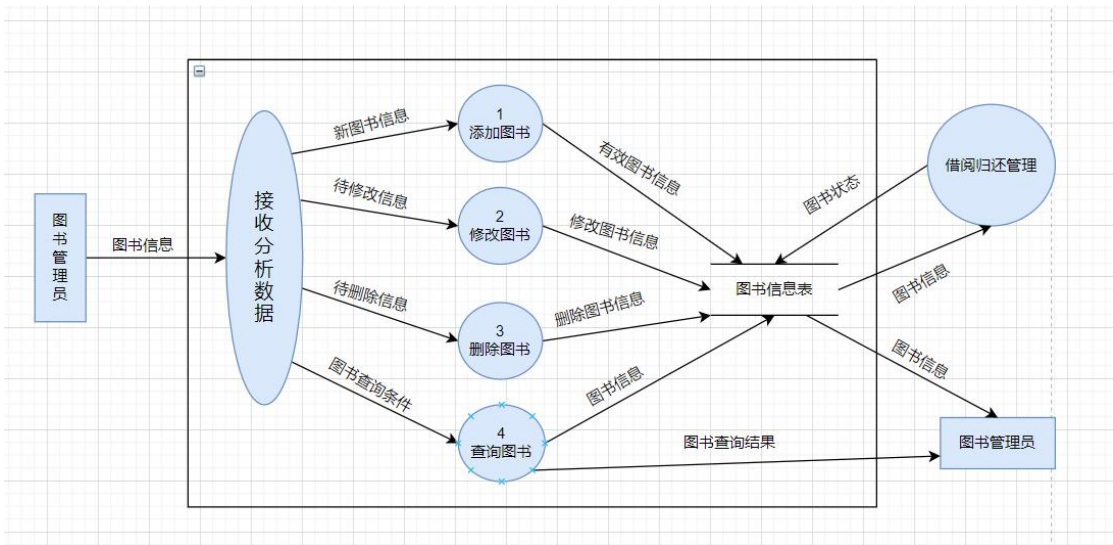 图书管理员
图书信息
接收分析数据
新图书信息
待修改信息
待删除信息
图书查询条件
1
添加图书
2
修改图书
3
删除图书
4
查询图书
有效图书信息
修改图书信息
删除图书信息
图书信息
图书查询结果
图书信息表
图书状态
图书信息
图书信息
借阅归还管理
图书管理员